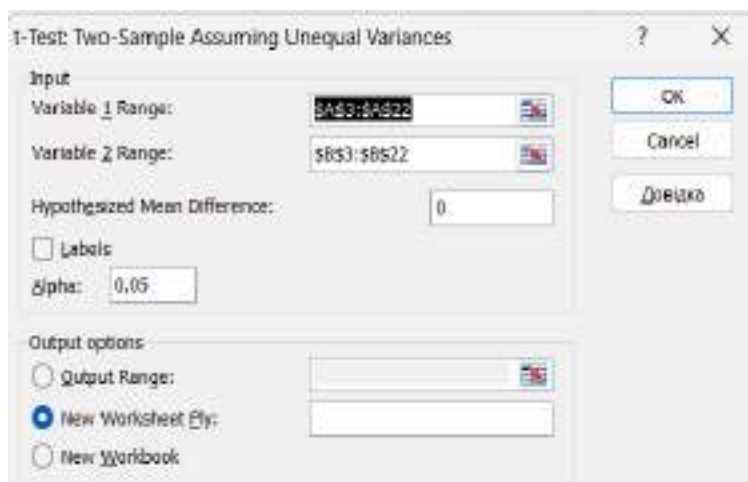 t-Test: Two-Sample Assuming Unequal Variances ? X
Input
Variable 1 Range: $A$3:$A$22
Variable 2 Range: $B$3:$B$22
Hypothesized Mean Difference: 0
Labels
Alpha: 0,05
OK
Cancel
Довідка
Output options
Output Range:
New Worksheet Ply:
New Workbook